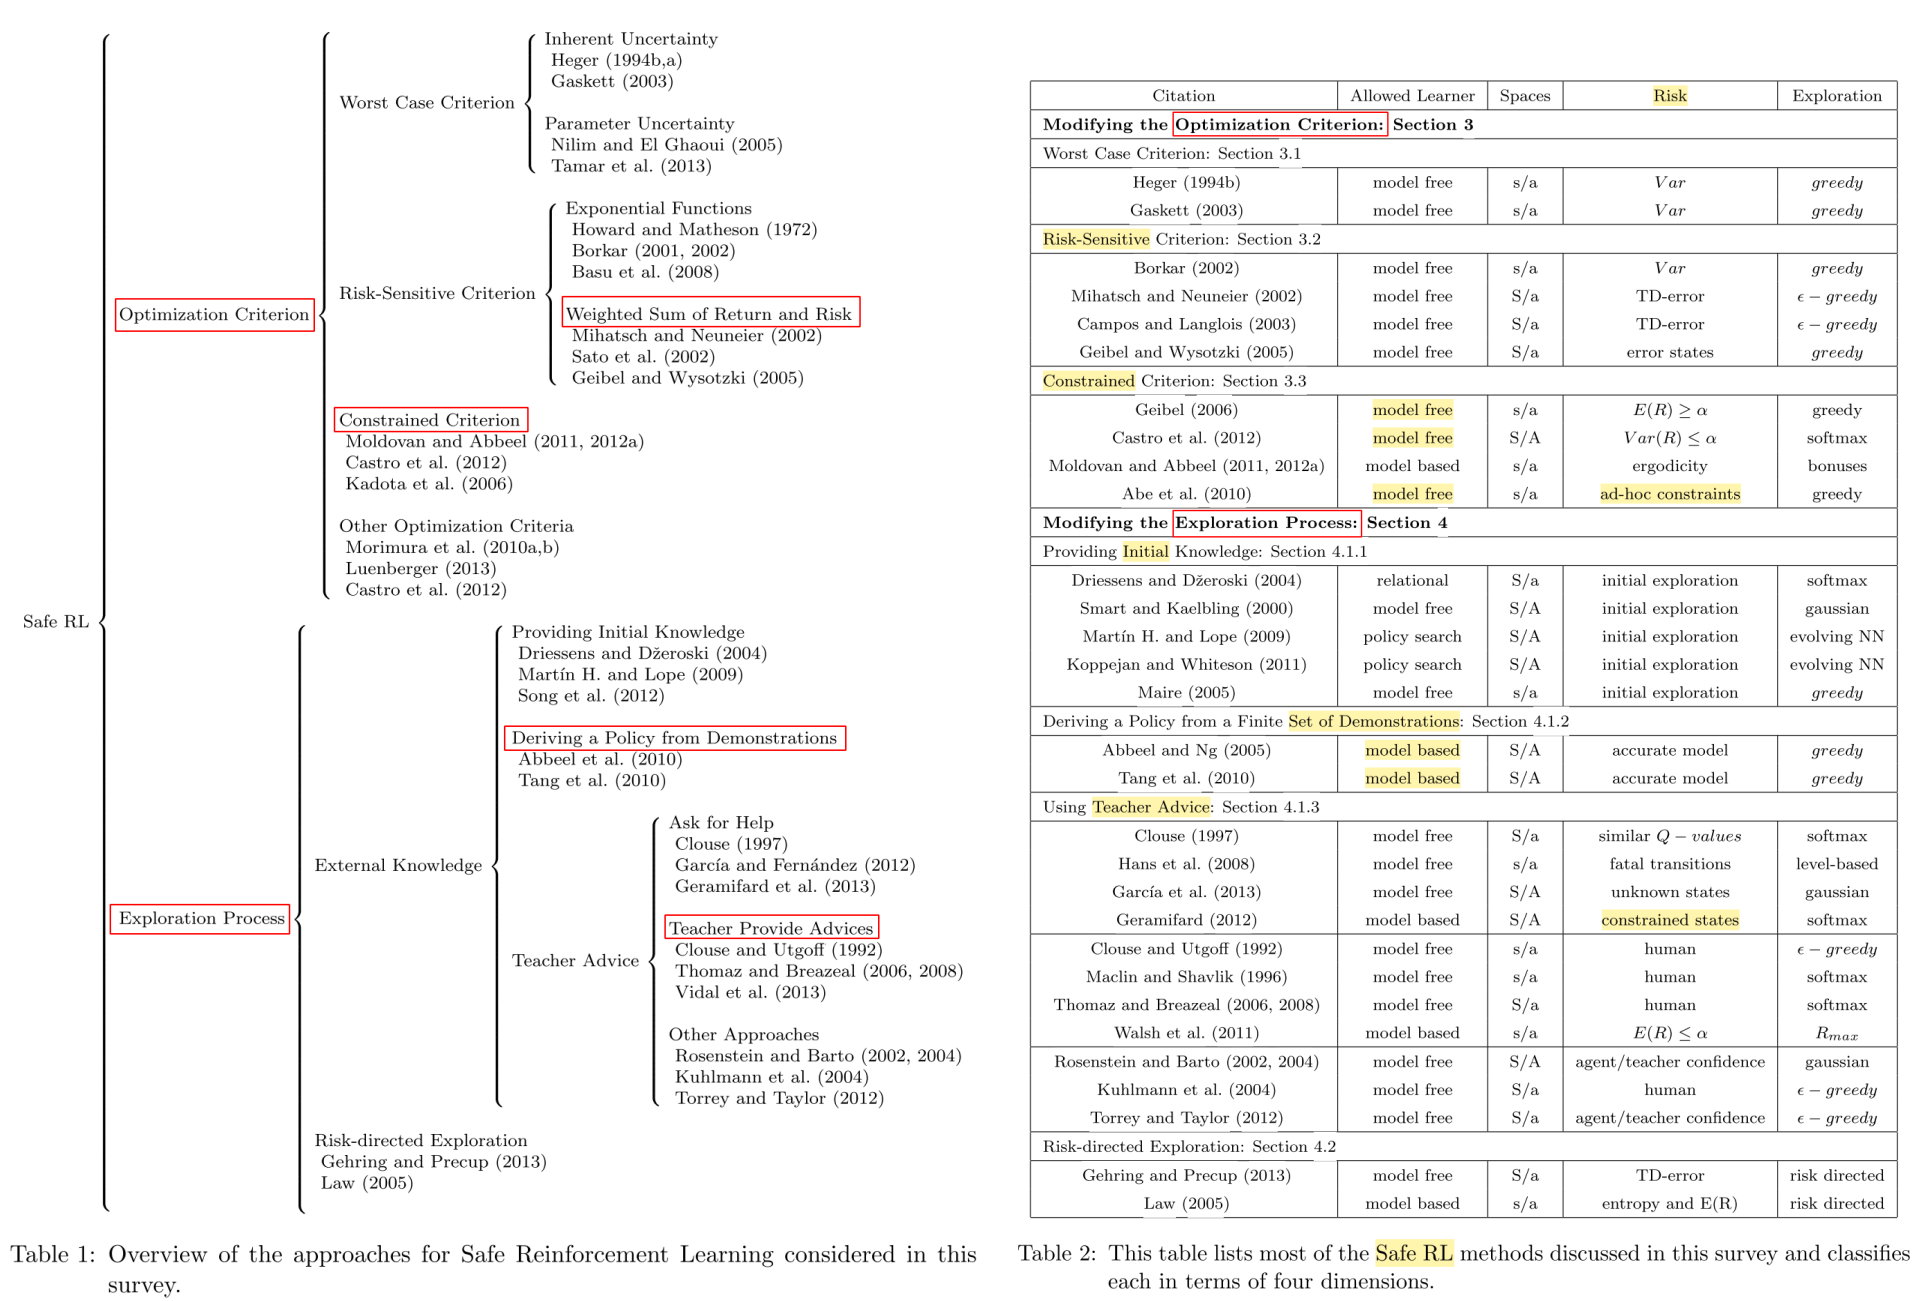 Safe RL
Optimization Criterion
Worst Case Criterion
Inherent Uncertainty
Heger (1994b,a)
Gaskett (2003)
Parameter Uncertainty
Nilim and El Ghaoui (2005)
Tamar et al. (2013)
Risk-Sensitive Criterion
Exponential Functions
Howard and Matheson (1972)
Borkar (2001, 2002)
Basu et al. (2008)
Weighted Sum of Return and Risk
Mihatsch and Neuneier (2002)
Sato et al. (2002)
Geibel and Wysotzki (2005)
Constrained Criterion
Moldovan and Abbeel (2011, 2012a)
Castro et al. (2012)
Kadota et al. (2006)
Other Optimization Criteria
Morimura et al. (2010a,b)
Luenberger (2013)
Castro et al. (2012)
Exploration Process
External Knowledge
Providing Initial Knowledge
Driessens and Džeroski (2004)
Martín H. and Lope (2009)
Song et al. (2012)
Deriving a Policy from Demonstrations
Abbeel et al. (2010)
Tang et al. (2010)
Teacher Advice
Ask for Help
Clouse (1997)
García and Fernández (2012)
Geramifard et al. (2013)
Teacher Provide Advices
Clouse and Utgoff (1992)
Thomaz and Breazeal (2006, 2008)
Vidal et al. (2013)
Other Approaches
Rosenstein and Barto (2002, 2004)
Kuhlmann et al. (2004)
Torrey and Taylor (2012)
Risk-directed Exploration
Gehring and Precup (2013)
Law (2005)
Table 1: Overview of the approaches for Safe Reinforcement Learning considered in this
survey.
Citation Allowed Learner Spaces Risk Exploration
Modifying the Optimization Criterion: Section 3
Worst Case Criterion: Section 3.1
Heger (1994b) model free s/a Var greedy
Gaskett (2003) model free s/a Var greedy
Risk-Sensitive Criterion: Section 3.2
Borkar (2002) model free s/a Var greedy
Mihatsch and Neuneier (2002) model free S/a TD-error ϵ − greedy
Campos and Langlois (2003) model free S/a TD-error ϵ − greedy
Geibel and Wysotzki (2005) model free S/a error states greedy
Constrained Criterion: Section 3.3
Geibel (2006) model free s/a E(R) ≥ α greedy
Castro et al. (2012) model free S/A Var(R) ≤ α softmax
Moldovan and Abbeel (2011, 2012a) model based s/a ergodicity bonuses
Abe et al. (2010) model free s/a ad-hoc constraints greedy
Modifying the Exploration Process: Section 4
Providing Initial Knowledge: Section 4.1.1
Driessens and Džeroski (2004) relational S/a initial exploration softmax
Smart and Kaelbling (2000) model free S/A initial exploration gaussian
Martín H. and Lope (2009) policy search S/A initial exploration evolving NN
Koppejan and Whiteson (2011) policy search S/A initial exploration evolving NN
Maire (2005) model free s/a initial exploration greedy
Deriving a Policy from a Finite Set of Demonstrations: Section 4.1.2
Abbeel and Ng (2005) model based S/A accurate model greedy
Tang et al. (2010) model based S/A accurate model greedy
Using Teacher Advice: Section 4.1.3
Clouse (1997) model free S/a similar Q − values softmax
Hans et al. (2008) model free s/a fatal transitions level-based
García et al. (2013) model free S/A unknown states gaussian
Geramifard (2012) model based S/A constrained states softmax
Clouse and Utgoff (1992) model free s/a human ϵ − greedy
Maclin and Shavlik (1996) model free s/a human softmax
Thomaz and Breazeal (2006, 2008) model free S/a human softmax
Walsh et al. (2011) model based s/a E(R) ≤ α Rmax
Rosenstein and Barto (2002, 2004) model free S/A agent/teacher confidence gaussian
Kuhlmann et al. (2004) model free S/a human ϵ − greedy
Torrey and Taylor (2012) model free S/a agent/teacher confidence ϵ − greedy
Risk-directed Exploration: Section 4.2
Gehring and Precup (2013) model free S/a TD-error risk directed
Law (2005) model based s/a entropy and E(R) risk directed
Table 2: This table lists most of the Safe RL methods discussed in this survey and classifies
each in terms of four dimensions.